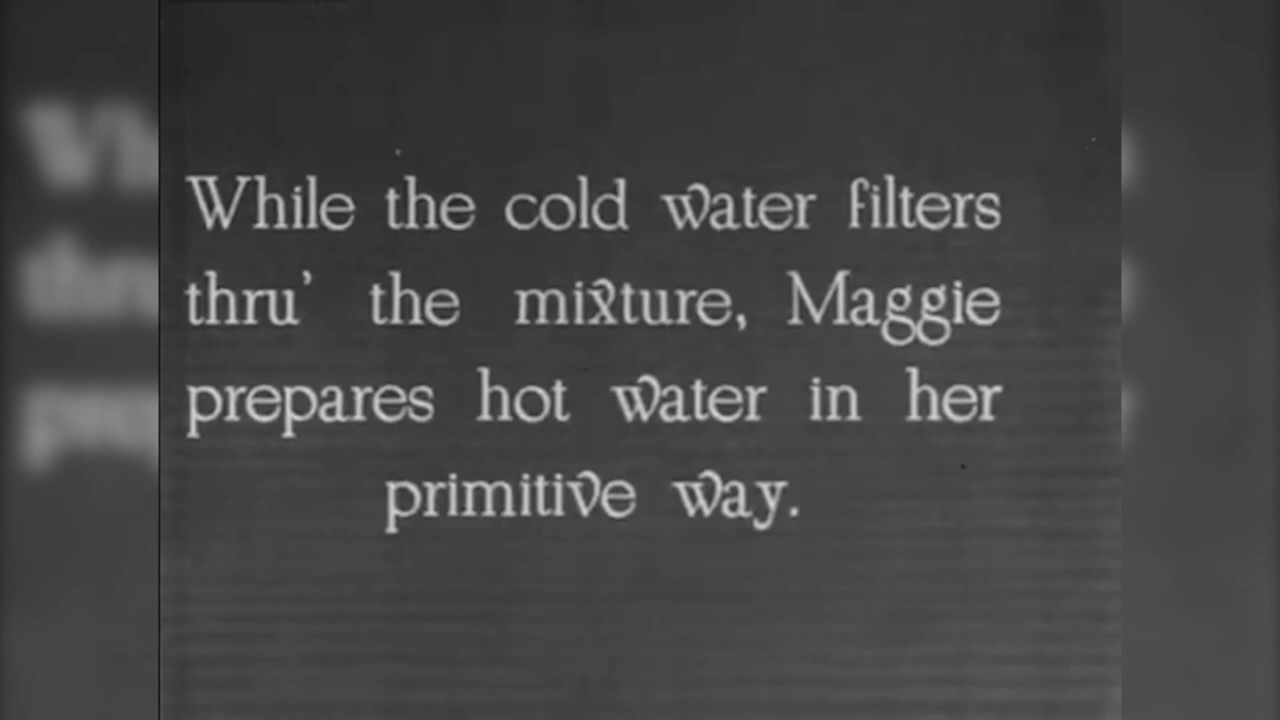 While the cold water filters
thru' the mixture, Maggie
prepares hot water in her
primitive way.